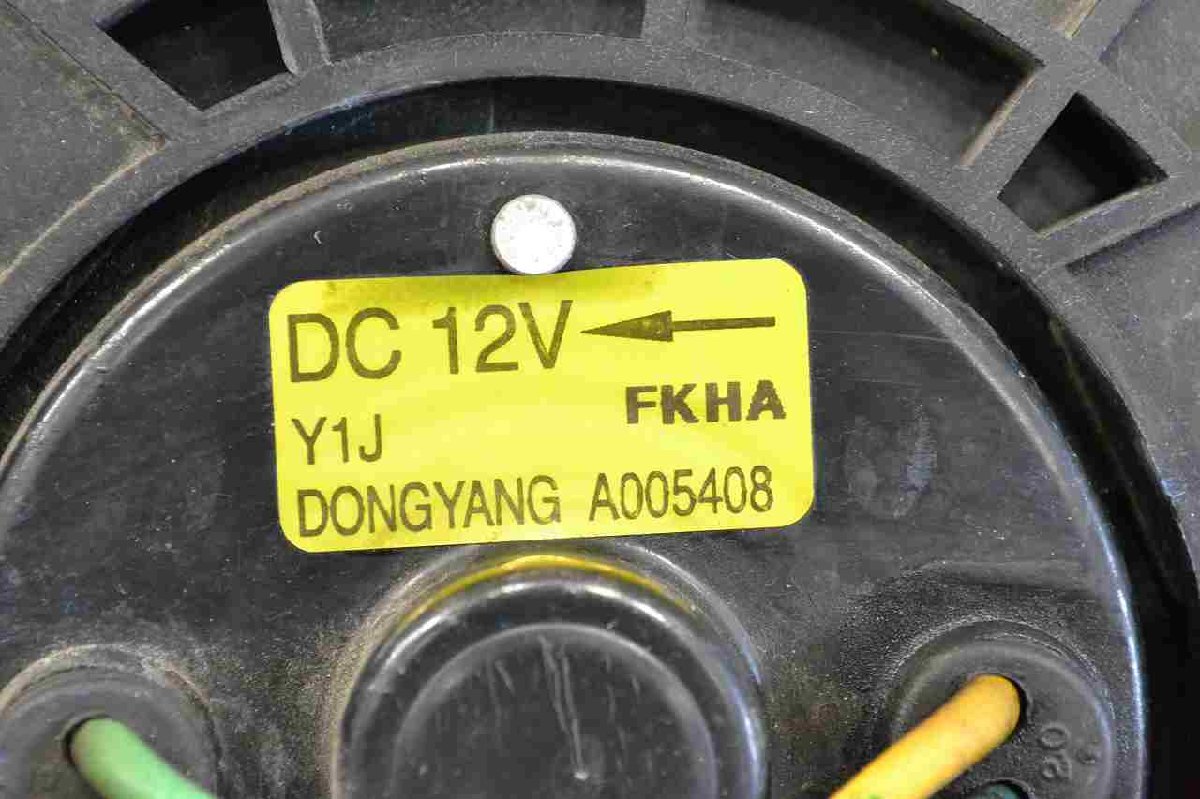 DC 12V
FKHA
Y1J
DONGYANG A005408